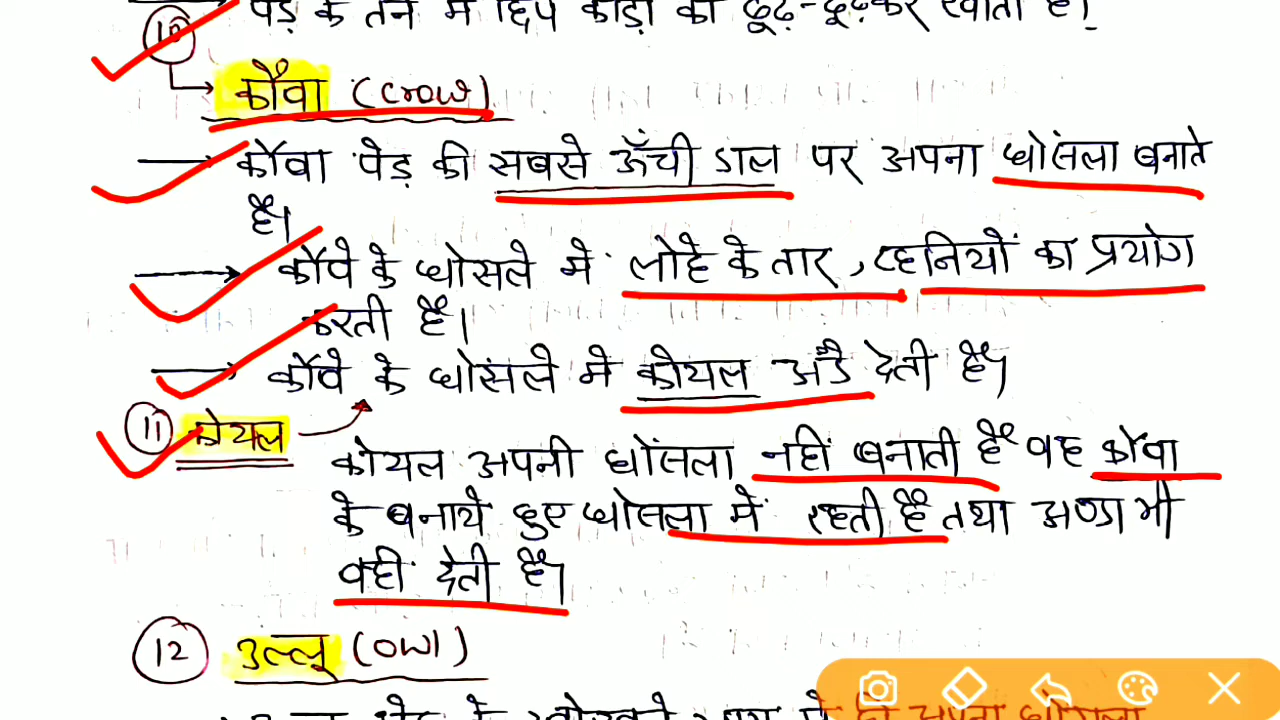 पेड़ के तने में छिपे कीड़ों को ढूढ़-ढूढ़कर खाता है।
10
कौवा (crow)
कौवा पेड़ की सबसे ऊँची डाल पर अपना घोंसला बनाते
है।
कौवे के घोसले में लोहे के तार, टहनियों का प्रयोग
करती है।
कौवे के घोंसले मे कोयल अंडे देती है।
11 कोयल
कोयल अपनी घोंसला नहीं बनाती है वह कौवा
के बनाये हुए घोंसला में रहती है तथा अण्डा भी
वही देती है।
12 उल्लू (owl)